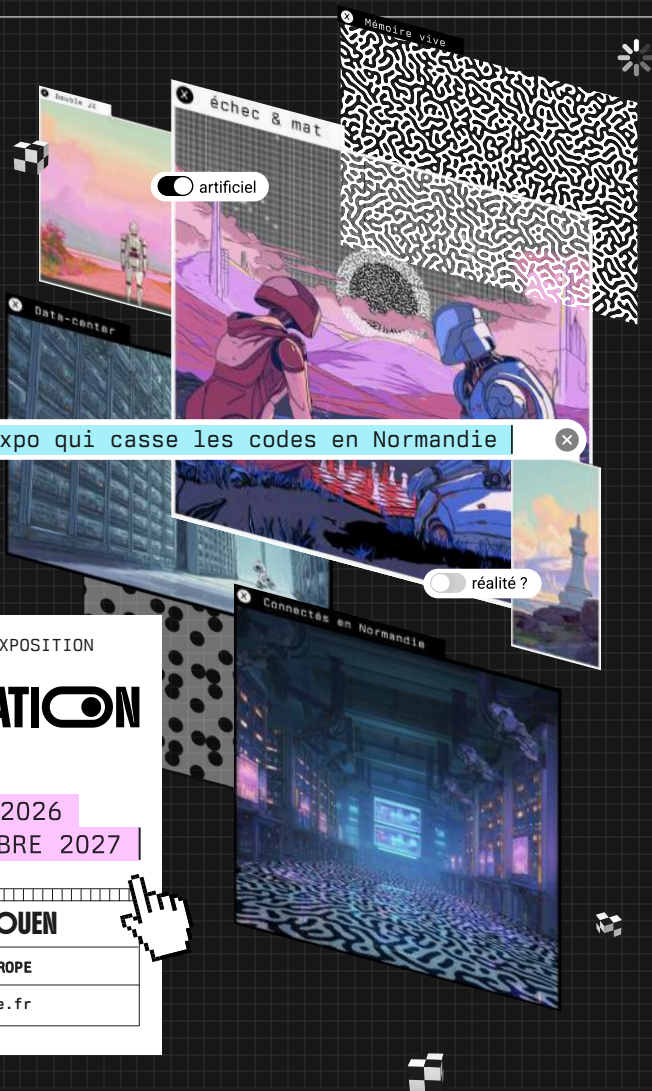 Mémoire vive
Double JE
échec & mat
artificiel
Data-center
xpo qui casse les codes en Normandie
réalité ?
Connectés en Normandie
XPOSITION
ATION
2026
BRE 2027
OUEN
ROPE
e.fr